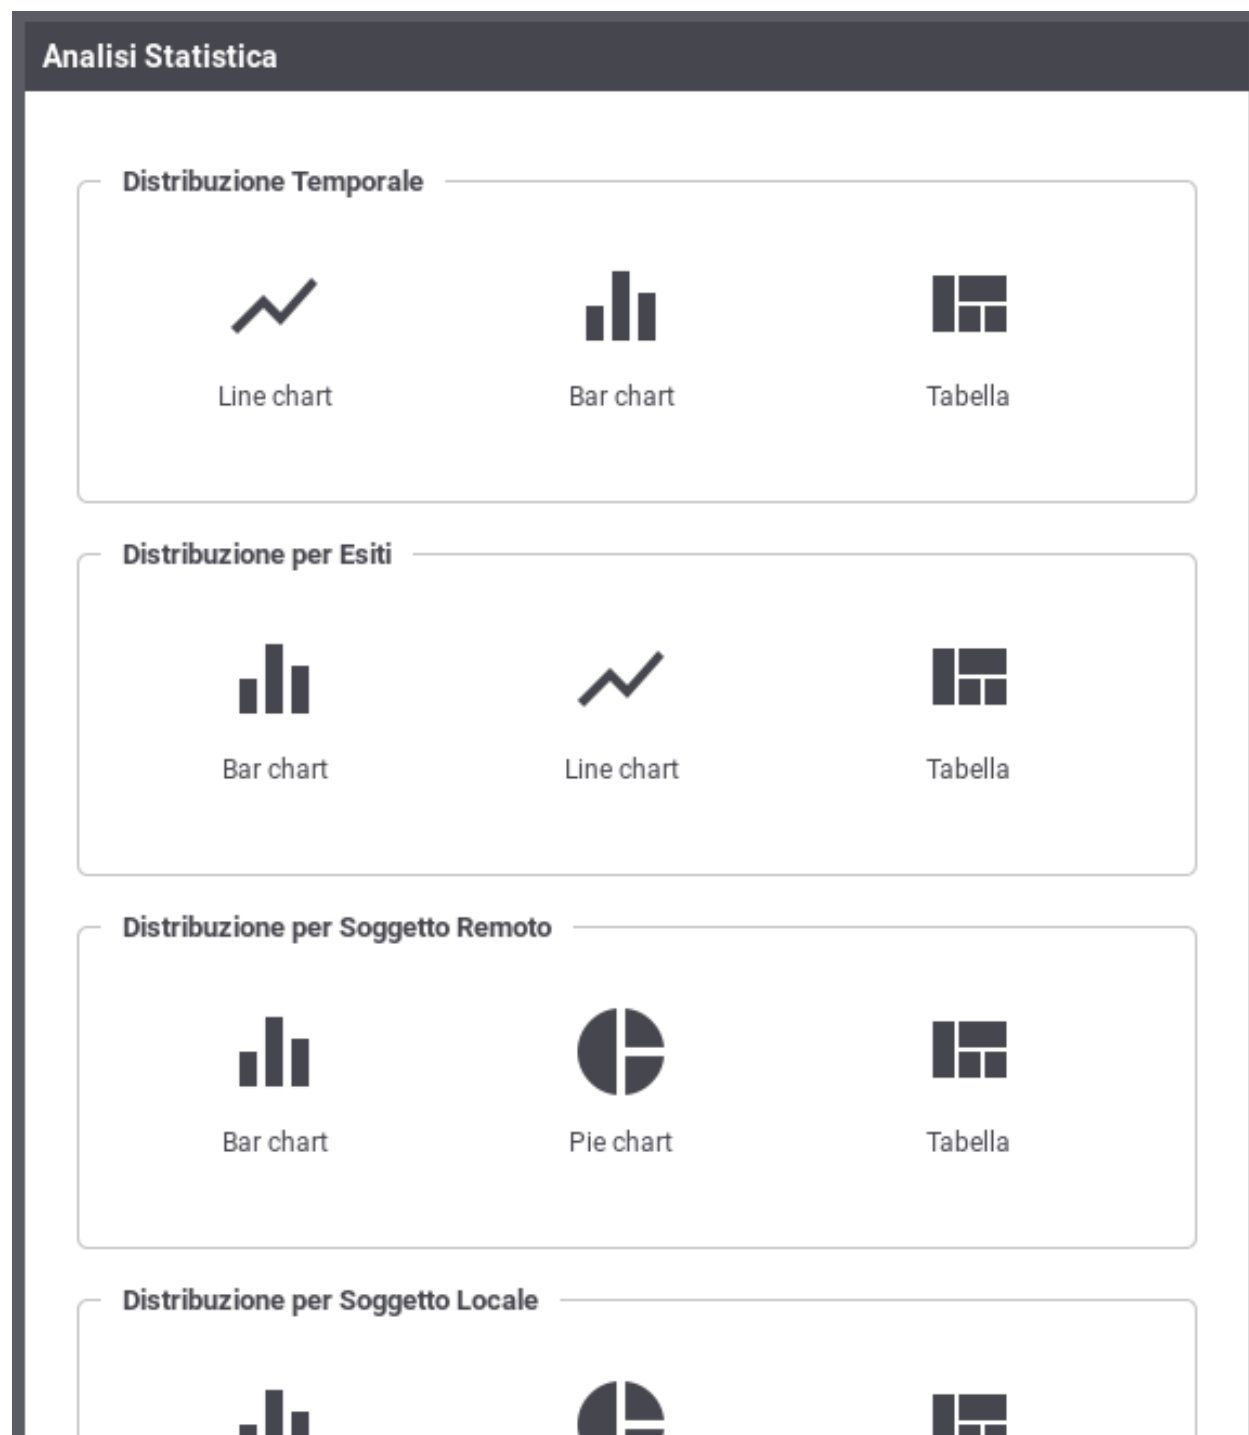 Analisi Statistica
Distribuzione Temporale
Line chart
Bar chart
Tabella
Distribuzione per Esiti
Bar chart
Line chart
Tabella
Distribuzione per Soggetto Remoto
Bar chart
Pie chart
Tabella
Distribuzione per Soggetto Locale